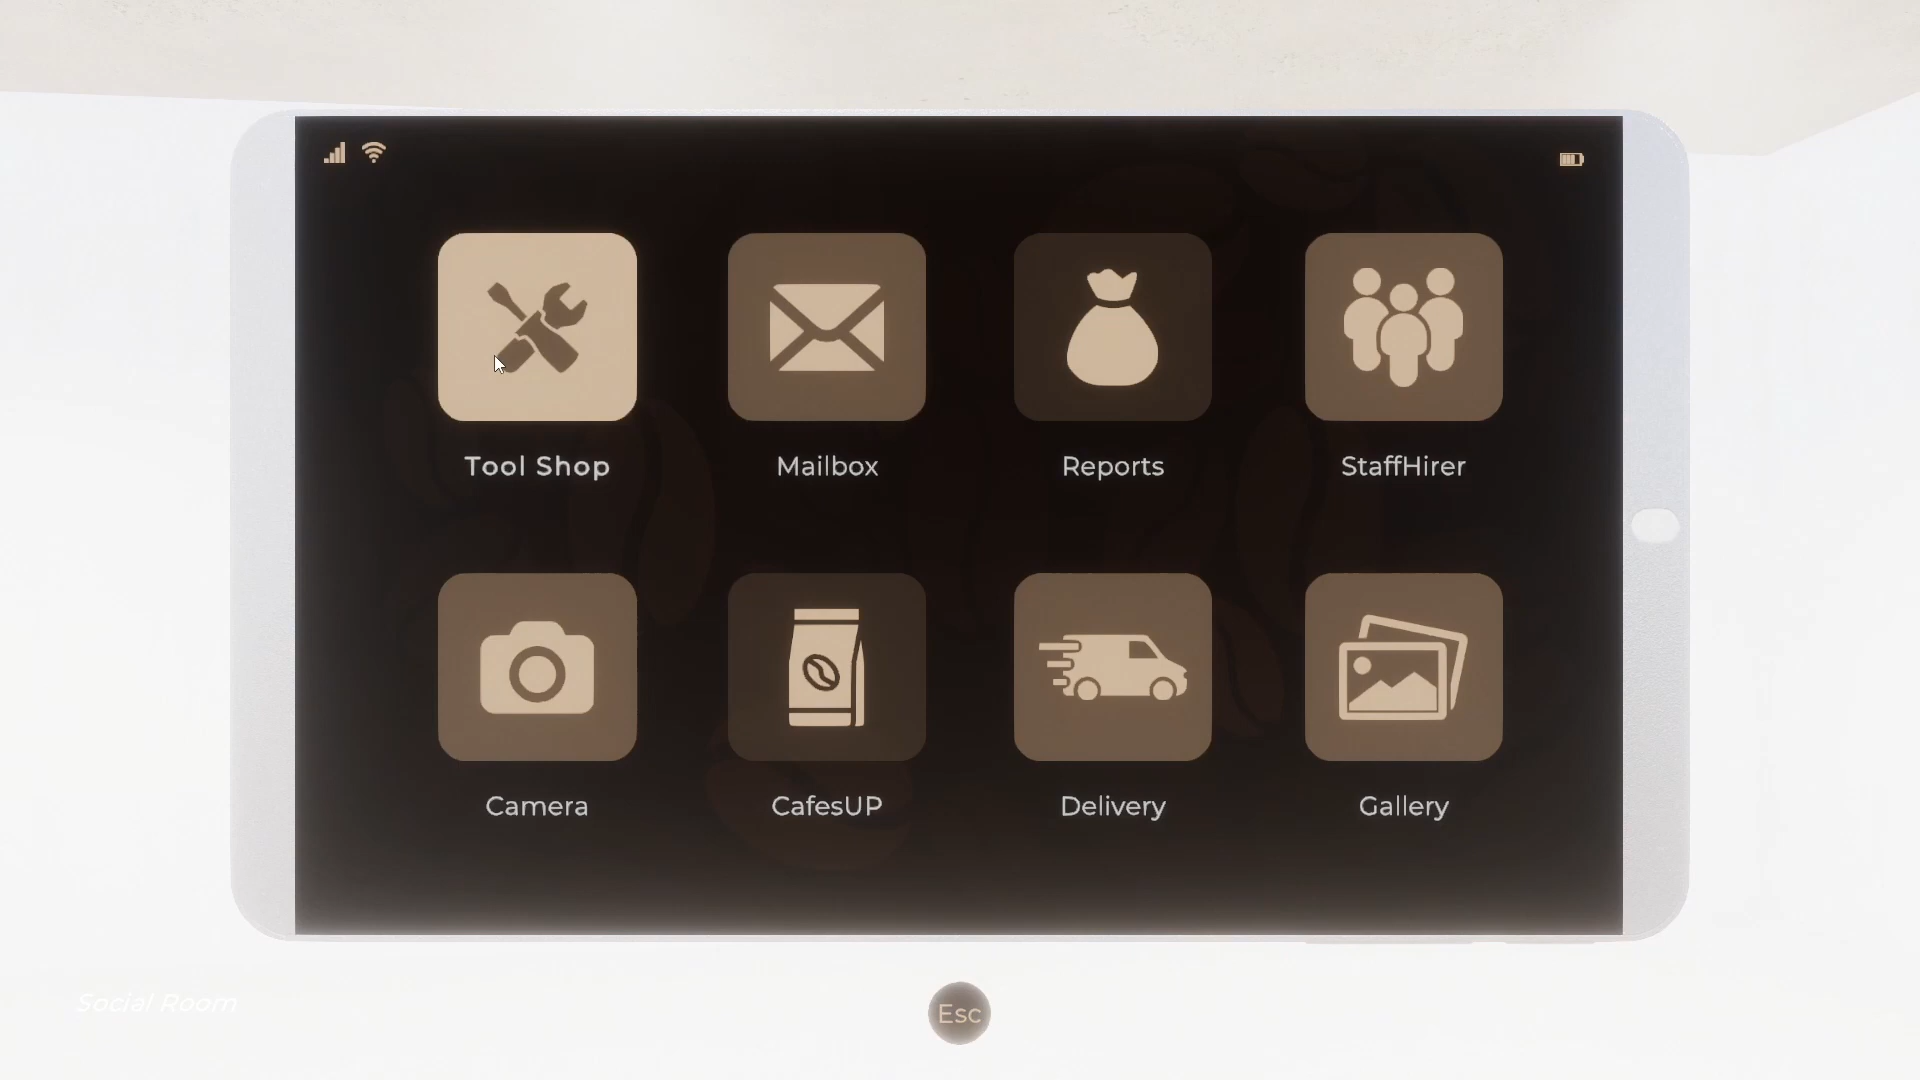 Tool Shop
Mailbox
Reports
StaffHirer
Camera
CafesUP
Delivery
Gallery
Social Room
Esc